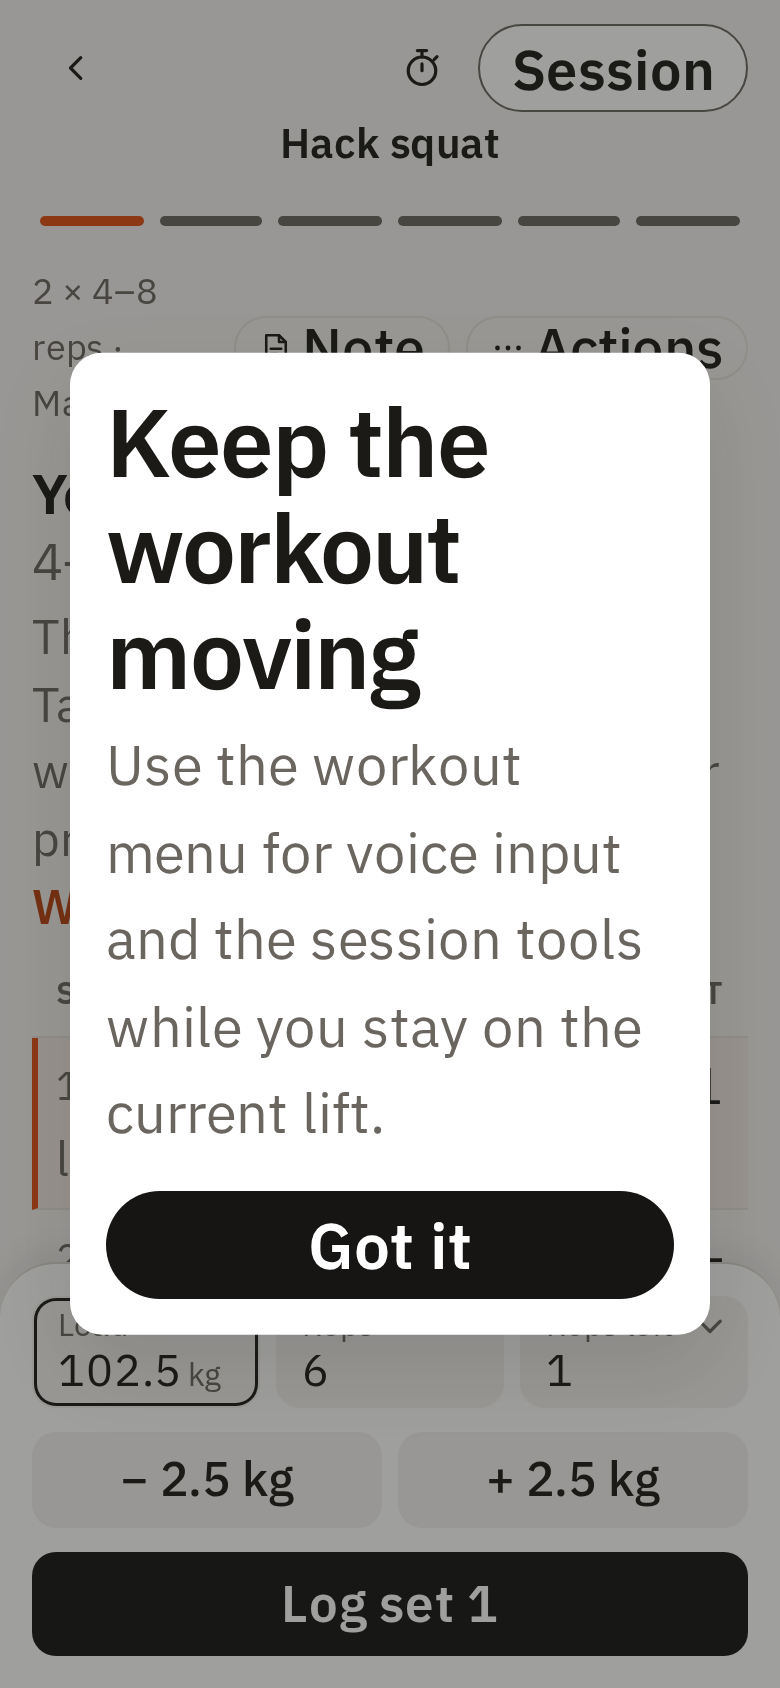 Session
Hack squat
2 × 4–8
reps ·
Note
Actions
Keep the
workout
moving
Use the workout
menu for voice input
and the session tools
while you stay on the
current lift.
Got it
102.5 kg
6
1
− 2.5 kg
+ 2.5 kg
Log set 1